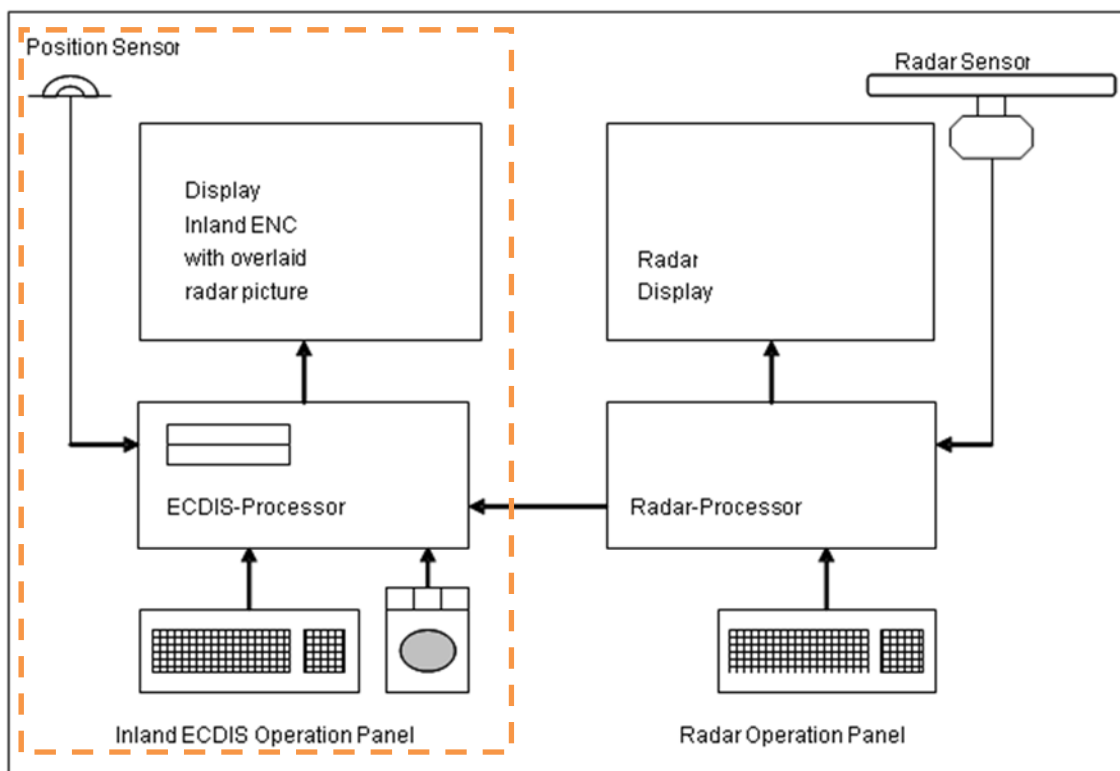 Position Sensor
Radar Sensor
Display
Inland ENC
with overlaid
radar picture
Radar
Display
ECDIS-Processor
Radar-Processor
Inland ECDIS Operation Panel
Radar Operation Panel